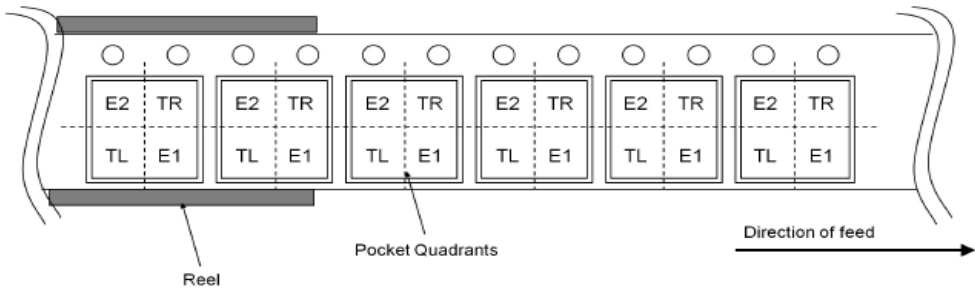 E2 TR E2 TR E2 TR E2 TR E2 TR E2 TR
TL E1 TL E1 TL E1 TL E1 TL E1 TL E1
Direction of feed
Pocket Quadrants
Reel